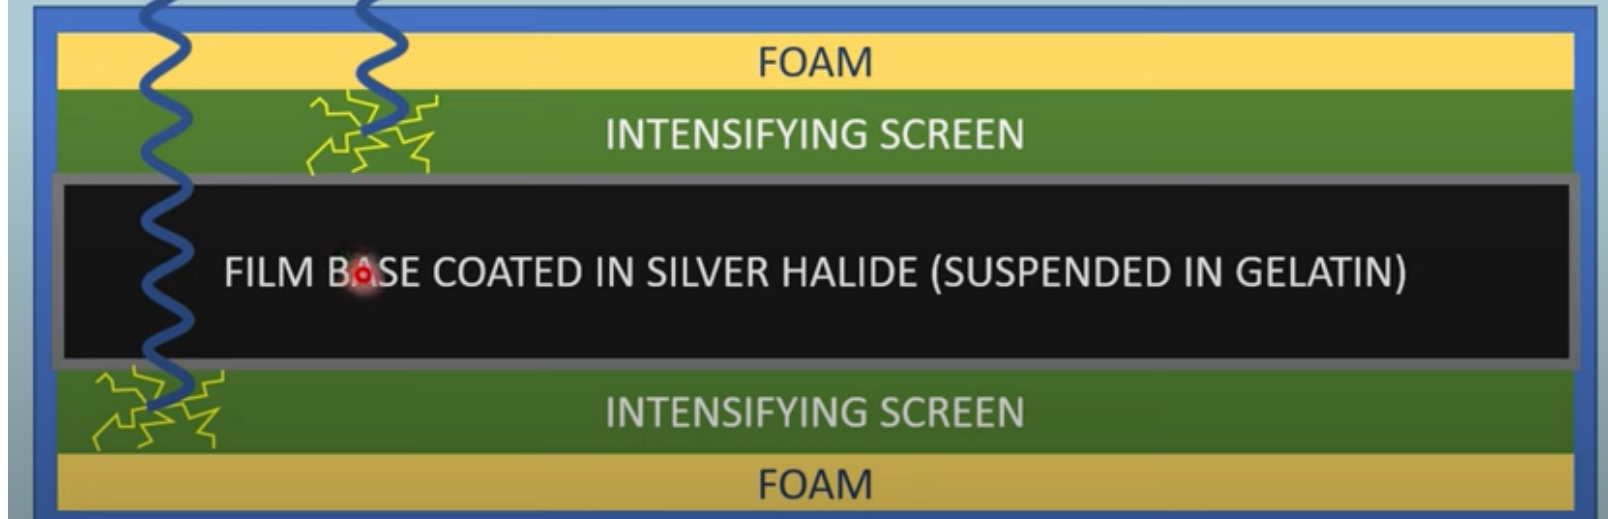 FOAM
INTENSIFYING SCREEN
FILM BASE COATED IN SILVER HALIDE (SUSPENDED IN GELATIN)
INTENSIFYING SCREEN
FOAM